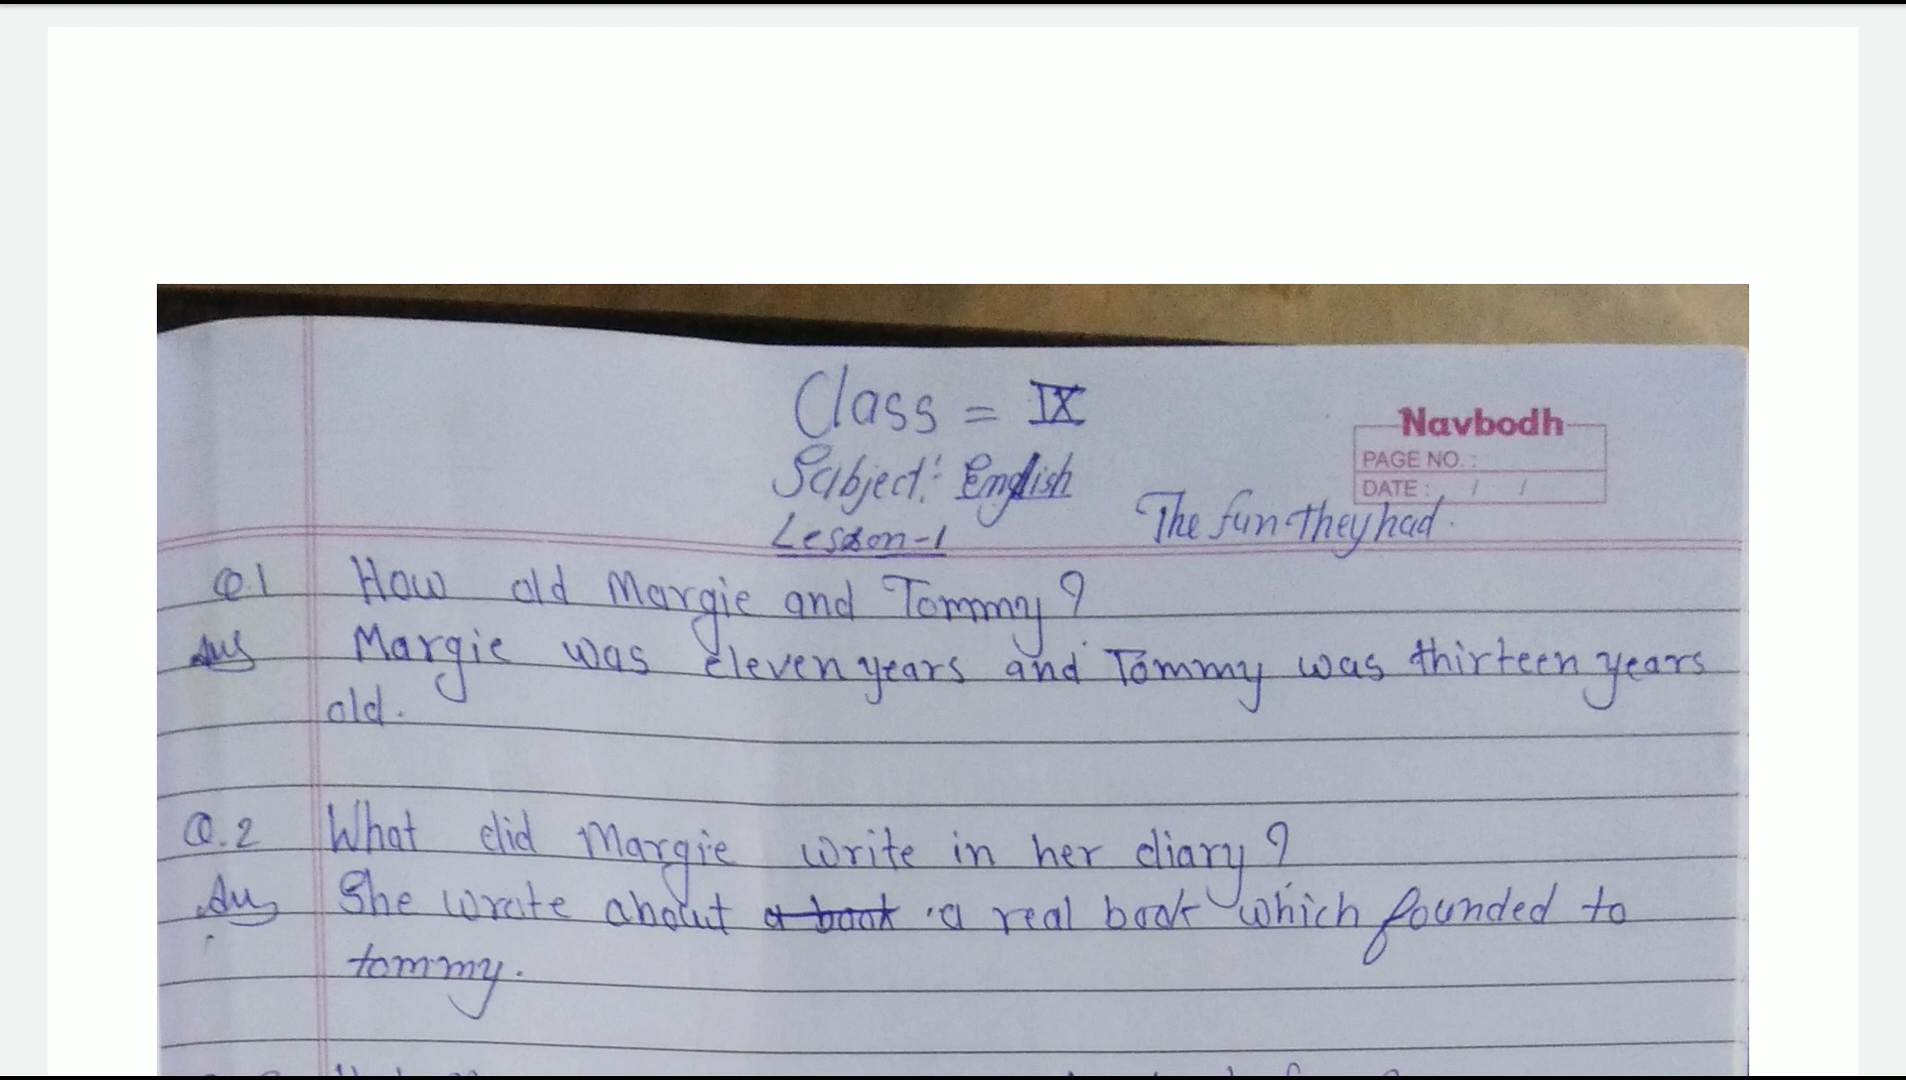 Class = IX
Navbodh
PAGE NO. :
Subject: English
DATE : / /
Lesson-1 The fun they had.
Q.1 How old Margie and Tommy?
Ans Margie was eleven years and Tommy was thirteen years
old.
Q.2 What did Margie write in her diary?
Ans She wrote about a book a real book which founded to
tommy.